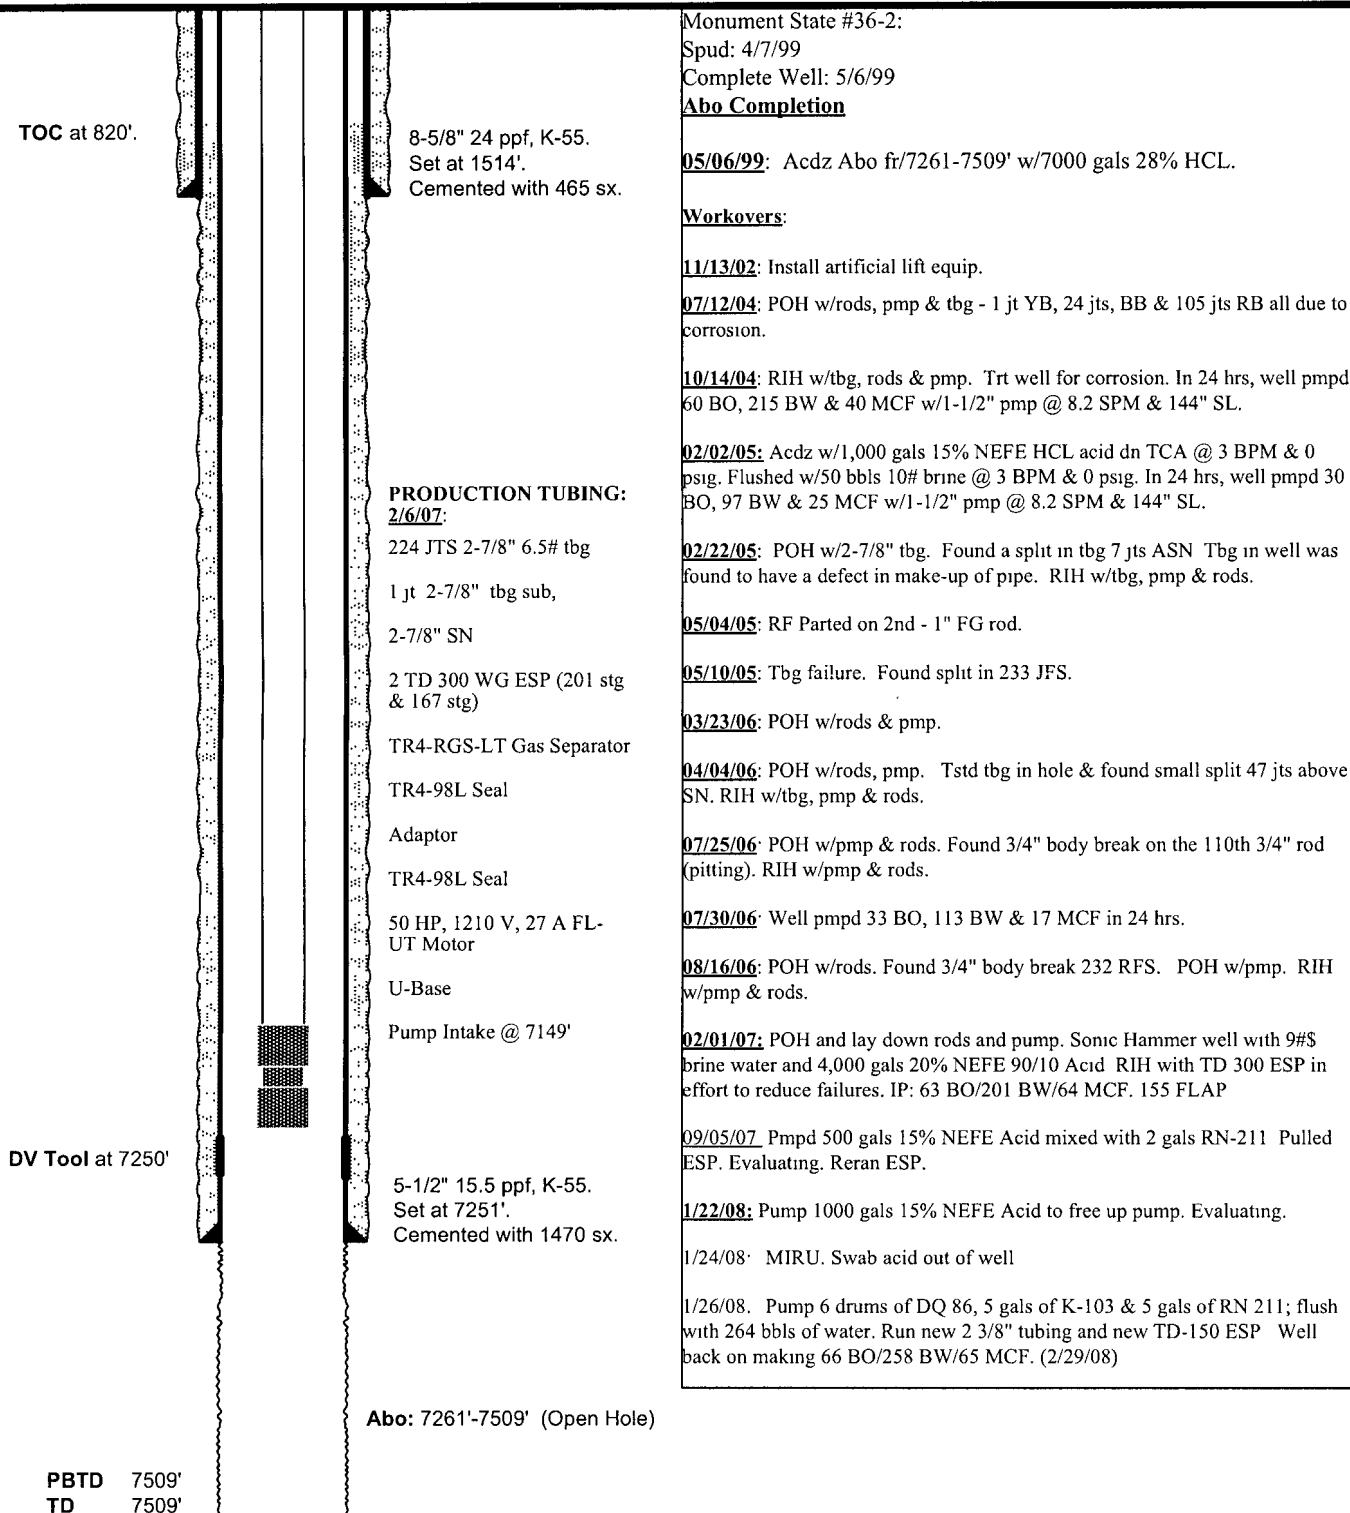 Monument State #36-2:
Spud: 4/7/99
Complete Well: 5/6/99
Abo Completion
05/06/99: Acdz Abo fr/7261-7509' w/7000 gals 28% HCL.
Workovers:
11/13/02: Install artificial lift equip.
07/12/04: POH w/rods, pmp & tbg - 1 jt YB, 24 jts, BB & 105 jts RB all due to
corrosion.
10/14/04: RIH w/tbg, rods & pmp. Trt well for corrosion. In 24 hrs, well pmpd
60 BO, 215 BW & 40 MCF w/1-1/2" pmp @ 8.2 SPM & 144" SL.
02/02/05: Acdz w/1,000 gals 15% NEFE HCL acid dn TCA @ 3 BPM & 0
psig. Flushed w/50 bbls 10# brine @ 3 BPM & 0 psig. In 24 hrs, well pmpd 30
BO, 97 BW & 25 MCF w/1-1/2" pmp @ 8.2 SPM & 144" SL.
02/22/05: POH w/2-7/8" tbg. Found a split in tbg 7 jts ASN Tbg in well was
found to have a defect in make-up of pipe. RIH w/tbg, pmp & rods.
05/04/05: RF Parted on 2nd - 1" FG rod.
05/10/05: Tbg failure. Found split in 233 JFS.
03/23/06: POH w/rods & pmp.
04/04/06: POH w/rods, pmp. Tstd tbg in hole & found small split 47 jts above
SN. RIH w/tbg, pmp & rods.
07/25/06· POH w/pmp & rods. Found 3/4" body break on the 110th 3/4" rod
(pitting). RIH w/pmp & rods.
07/30/06· Well pmpd 33 BO, 113 BW & 17 MCF in 24 hrs.
08/16/06: POH w/rods. Found 3/4" body break 232 RFS. POH w/pmp. RIH
w/pmp & rods.
02/01/07: POH and lay down rods and pump. Sonic Hammer well with 9#$
brine water and 4,000 gals 20% NEFE 90/10 Acid RIH with TD 300 ESP in
effort to reduce failures. IP: 63 BO/201 BW/64 MCF. 155 FLAP
09/05/07 Pmpd 500 gals 15% NEFE Acid mixed with 2 gals RN-211 Pulled
ESP. Evaluating. Reran ESP.
1/22/08: Pump 1000 gals 15% NEFE Acid to free up pump. Evaluating.
1/24/08· MIRU. Swab acid out of well
1/26/08. Pump 6 drums of DQ 86, 5 gals of K-103 & 5 gals of RN 211; flush
with 264 bbls of water. Run new 2 3/8" tubing and new TD-150 ESP Well
back on making 66 BO/258 BW/65 MCF. (2/29/08)
TOC at 820'.
8-5/8" 24 ppf, K-55.
Set at 1514'.
Cemented with 465 sx.
PRODUCTION TUBING:
2/6/07:
224 JTS 2-7/8" 6.5# tbg
1 jt 2-7/8" tbg sub,
2-7/8" SN
2 TD 300 WG ESP (201 stg
& 167 stg)
TR4-RGS-LT Gas Separator
TR4-98L Seal
Adaptor
TR4-98L Seal
50 HP, 1210 V, 27 A FL-
UT Motor
U-Base
Pump Intake @ 7149'
DV Tool at 7250'
5-1/2" 15.5 ppf, K-55.
Set at 7251'.
Cemented with 1470 sx.
Abo: 7261'-7509' (Open Hole)
PBTD 7509'
TD 7509'